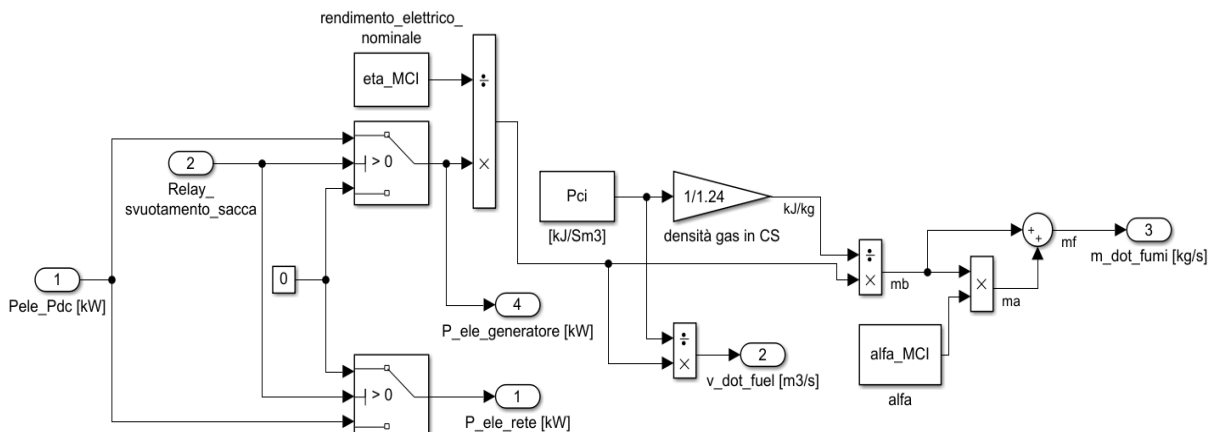 rendimento_elettrico_
nominale
eta_MCI
÷
×
2
> 0
Relay_
svuotamento_sacca
Pci
[kJ/Sm3]
1/1.24
kJ/kg
densità gas in CS
÷
×
mb
+
+
mf
3
m_dot_fumi [kg/s]
×
ma
1
Pele_Pdc [kW]
0
4
P_ele_generatore [kW]
÷
×
2
v_dot_fuel [m3/s]
alfa_MCI
alfa
> 0
1
P_ele_rete [kW]